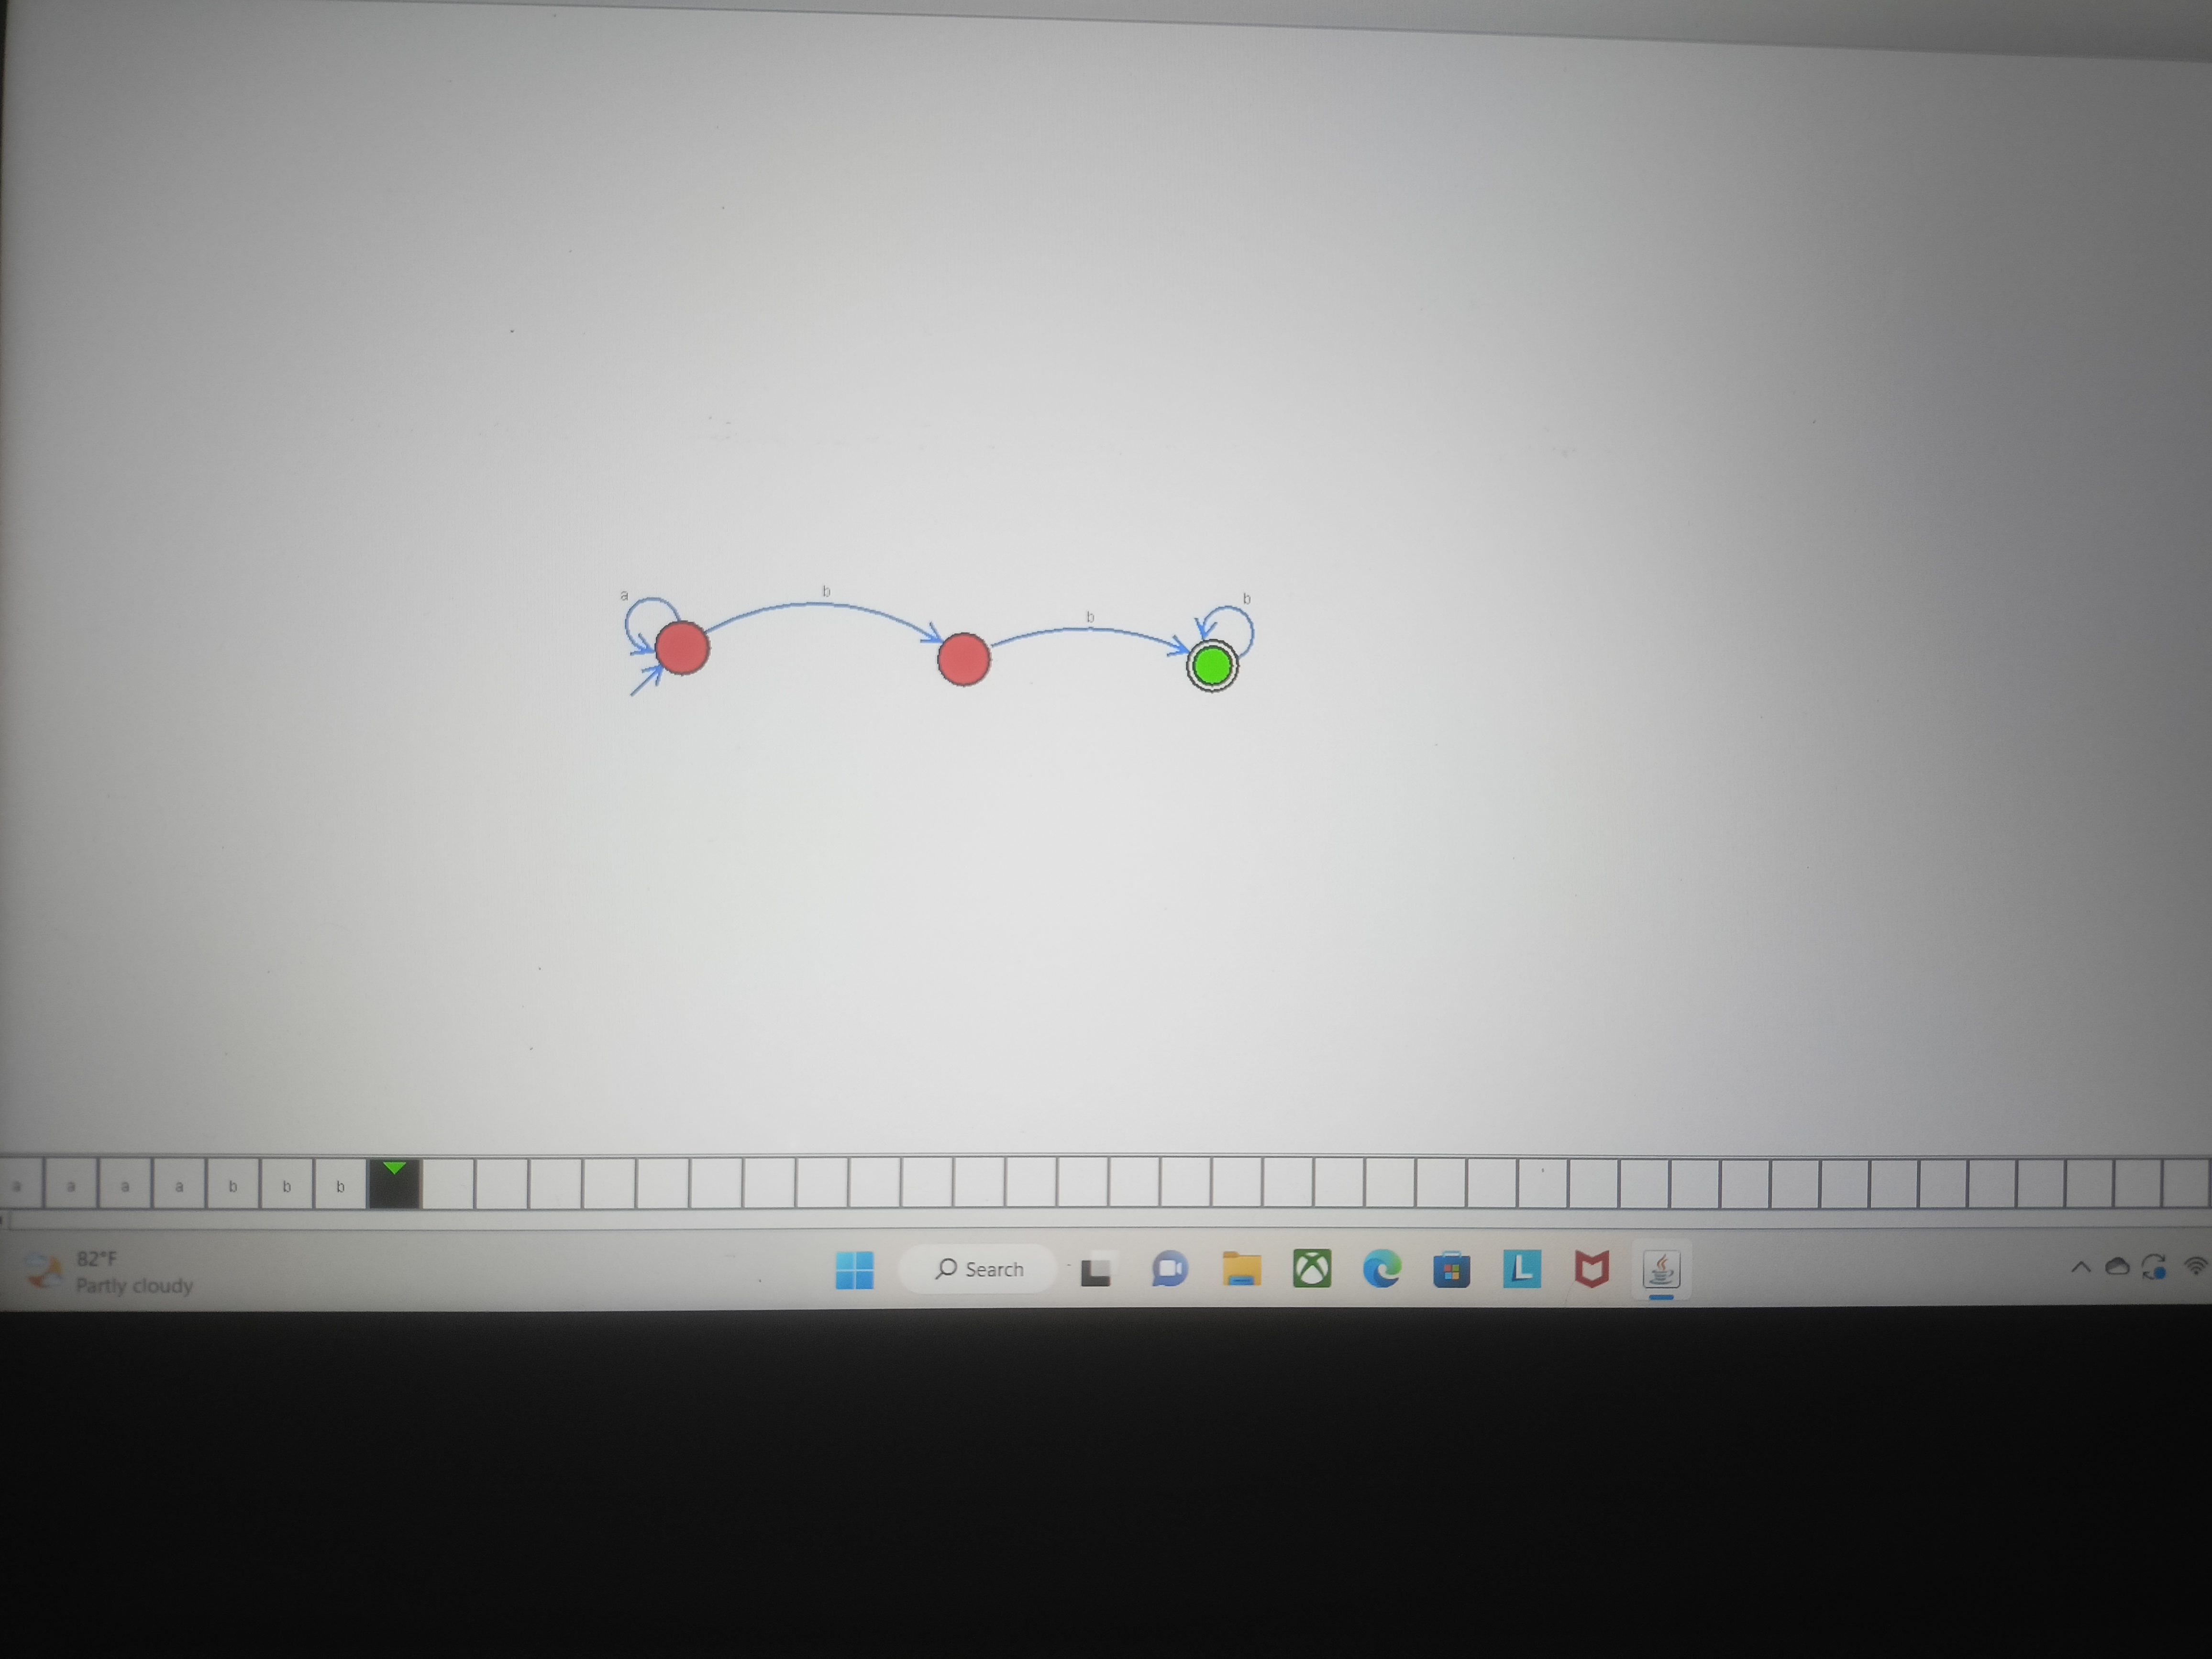 a
b
b
b
a a a a b b b
82°F
Partly cloudy
Search